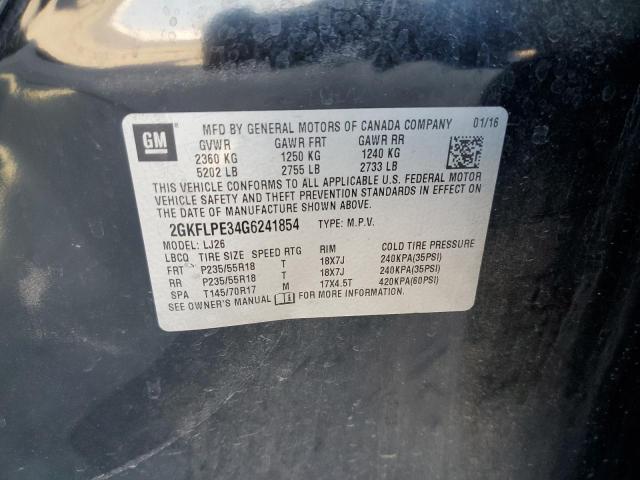 GM
MFD BY GENERAL MOTORS OF CANADA COMPANY 01/16
GVWR GAWR FRT GAWR RR
2360 KG 1250 KG 1240 KG
5202 LB 2755 LB 2733 LB
THIS VEHICLE CONFORMS TO ALL APPLICABLE U.S. FEDERAL MOTOR
VEHICLE SAFETY AND THEFT PREVENTION STANDARDS IN EFFECT ON
THE DATE OF MANUFACTURE SHOWN ABOVE.
2GKFLPE34G6241854 TYPE: M.P.V.
MODEL: LJ26
LBCQ TIRE SIZE SPEED RTG RIM COLD TIRE PRESSURE
FRT P235/55R18 T 18X7J 240KPA(35PSI)
RR P235/55R18 T 18X7J 240KPA(35PSI)
SPA T145/70R17 M 17X4.5T 420KPA(60PSI)
SEE OWNER'S MANUAL FOR MORE INFORMATION.